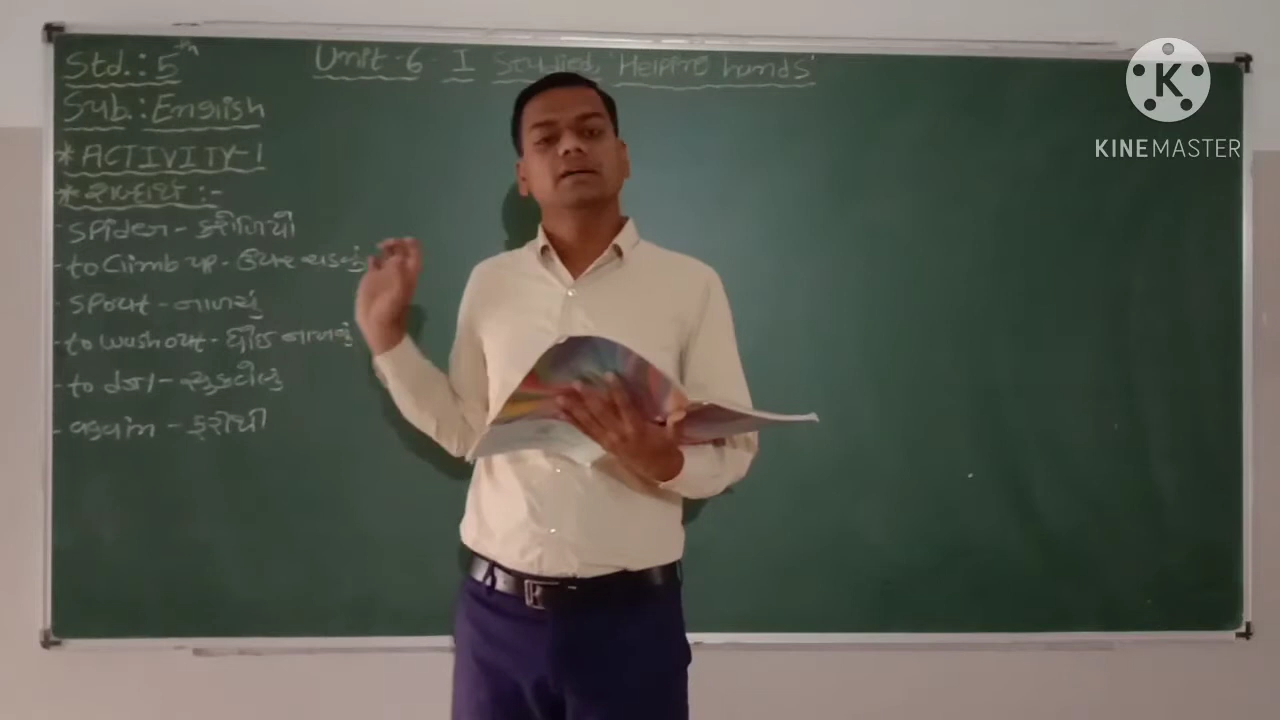 Std.: 5th
Unit-6 I Studied, 'Helping hands'
Sub.: English
* ACTIVITY-1
* શબ્દાર્થ :-
- Spider - કરોળિયો
- to Climb up - ઉપર ચડવું
- Spout - નાળચું
- to wash out - ધોઈ નાખવું
- to dry - સુકવવું
- again - ફરીથી
KINEMASTER